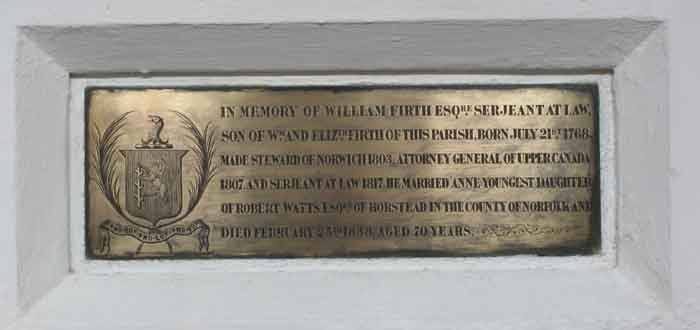 IN MEMORY OF WILLIAM FIRTH ESQRE. SERJEANT AT LAW,
SON OF WM. AND ELIZTH. FIRTH OF THIS PARISH, BORN JULY 21ST. 1768,
MADE STEWARD OF NORWICH 1803, ATTORNEY GENERAL OF UPPER CANADA
1807, AND SERJEANT AT LAW 1817, HE MARRIED ANNE YOUNGEST DAUGHTER
OF ROBERT WATTS ESQRE. OF HORSTEAD IN THE COUNTY OF NORFOLK AND
DIED FEBRUARY 25TH. 1838, AGED 70 YEARS.